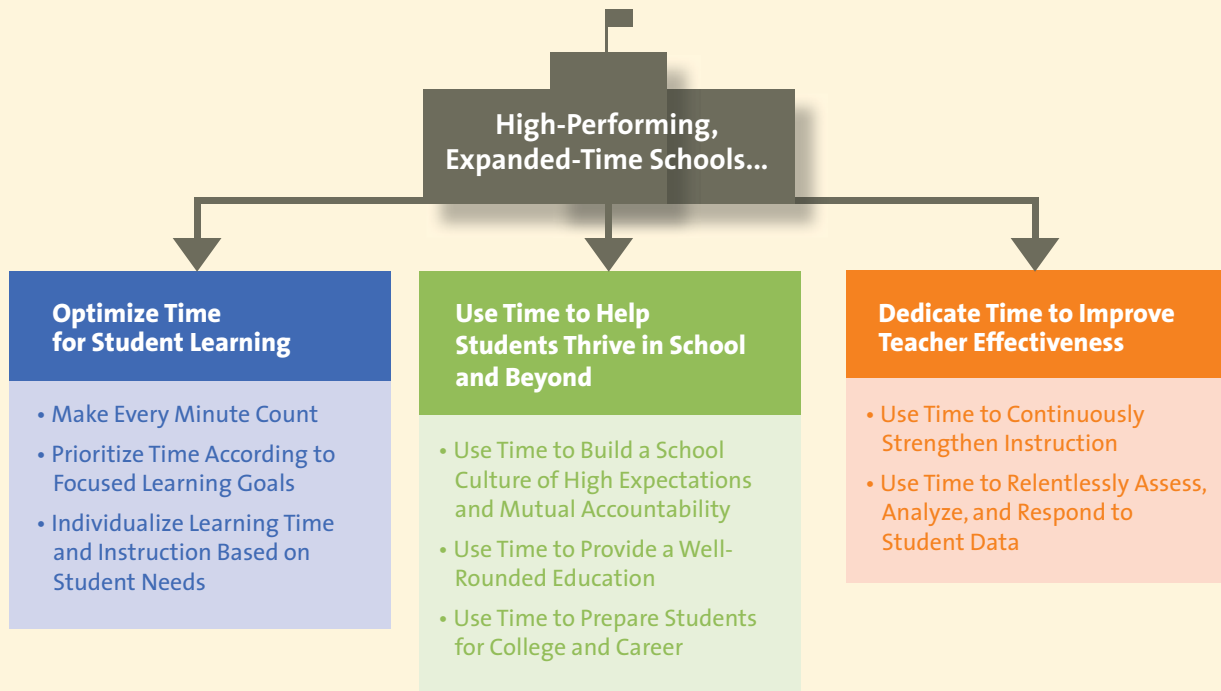 High-Performing,
Expanded-Time Schools...
Optimize Time
for Student Learning
• Make Every Minute Count
• Prioritize Time According to
Focused Learning Goals
• Individualize Learning Time
and Instruction Based on
Student Needs
Use Time to Help
Students Thrive in School
and Beyond
• Use Time to Build a School
Culture of High Expectations
and Mutual Accountability
• Use Time to Provide a Well-
Rounded Education
• Use Time to Prepare Students
for College and Career
Dedicate Time to Improve
Teacher Effectiveness
• Use Time to Continuously
Strengthen Instruction
• Use Time to Relentlessly Assess,
Analyze, and Respond to
Student Data